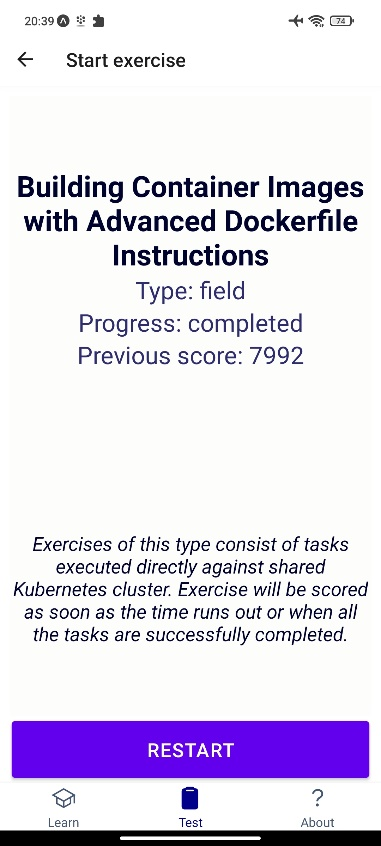 20:39
74
Start exercise
Building Container Images
with Advanced Dockerfile
Instructions
Type: field
Progress: completed
Previous score: 7992
Exercises of this type consist of tasks
executed directly against shared
Kubernetes cluster. Exercise will be scored
as soon as the time runs out or when all
the tasks are successfully completed.
RESTART
Learn
Test
About